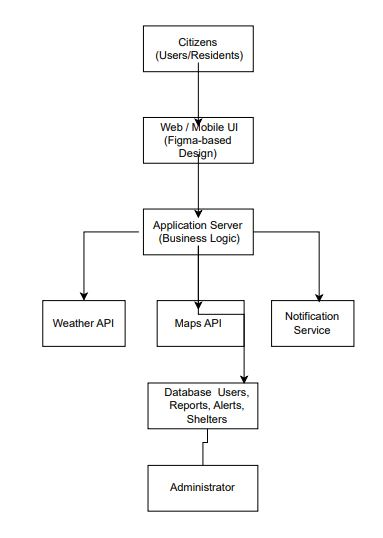 Citizens
(Users/Residents)
Web / Mobile UI
(Figma-based
Design)
Application Server
(Business Logic)
Weather API
Maps API
Notification
Service
Database Users,
Reports, Alerts,
Shelters
Administrator